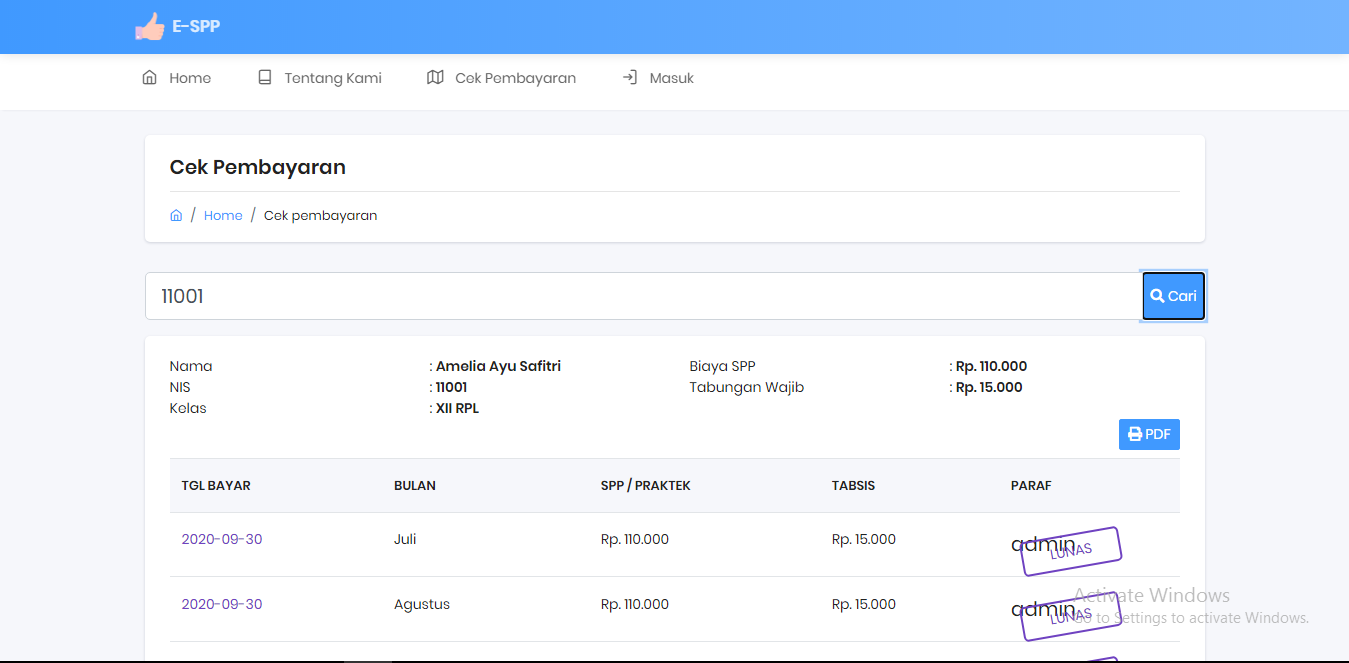 E-SPP
Home Tentang Kami Cek Pembayaran Masuk
Cek Pembayaran
/ Home / Cek pembayaran
11001 Cari
Nama : Amelia Ayu Safitri Biaya SPP : Rp. 110.000
NIS : 11001 Tabungan Wajib : Rp. 15.000
Kelas : XII RPL
PDF
TGL BAYAR BULAN SPP / PRAKTEK TABSIS PARAF
2020-09-30 Juli Rp. 110.000 Rp. 15.000 admin LUNAS
2020-09-30 Agustus Rp. 110.000 Rp. 15.000 admin LUNAS
Activate Windows
Go to Settings to activate Windows.